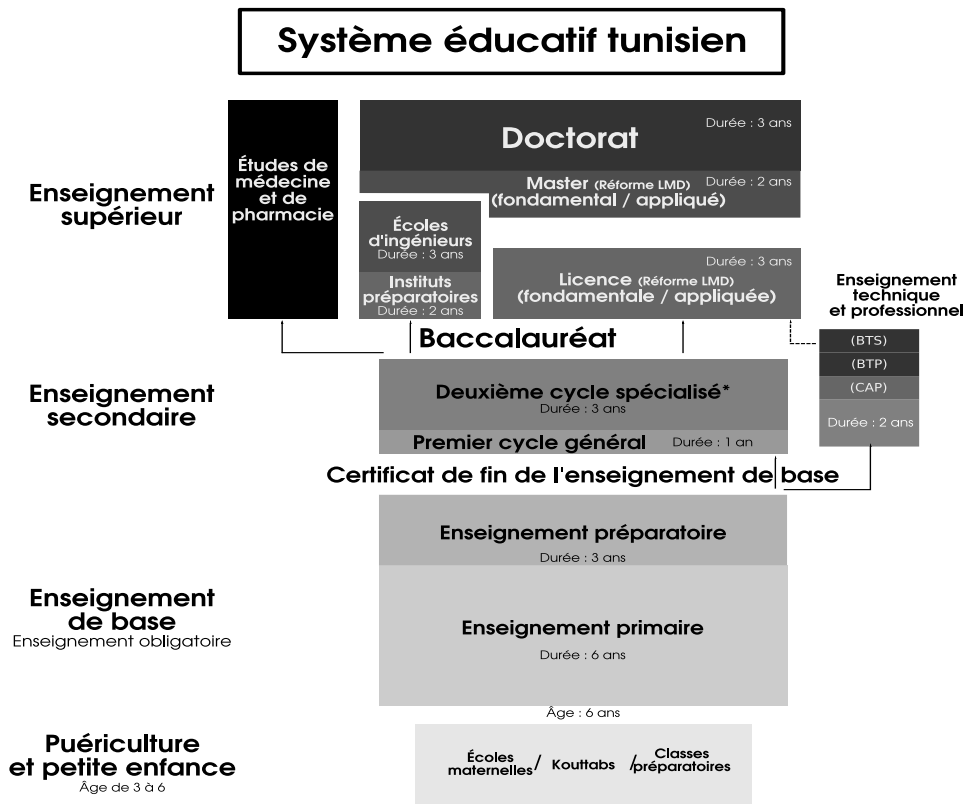 Système éducatif tunisien
Enseignement
supérieur
Études de
médecine
et de
pharmacie
Doctorat
Durée : 3 ans
Master (Réforme LMD) Durée : 2 ans
(fondamental / appliqué)
Écoles
d'ingénieurs
Durée : 3 ans
Instituts
préparatoires
Durée : 2 ans
Durée : 3 ans
Licence (Réforme LMD)
(fondamentale / appliquée)
Enseignement
technique
et professionnel
(BTS)
(BTP)
(CAP)
Durée : 2 ans
Baccalauréat
Enseignement
secondaire
Deuxième cycle spécialisé*
Durée : 3 ans
Premier cycle général Durée : 1 an
Certificat de fin de l'enseignement de base
Enseignement préparatoire
Durée : 3 ans
Enseignement
de base
Enseignement obligatoire
Enseignement primaire
Durée : 6 ans
Âge : 6 ans
Puériculture
et petite enfance
Âge de 3 à 6
Écoles
maternelles / Kouttabs / Classes
préparatoires